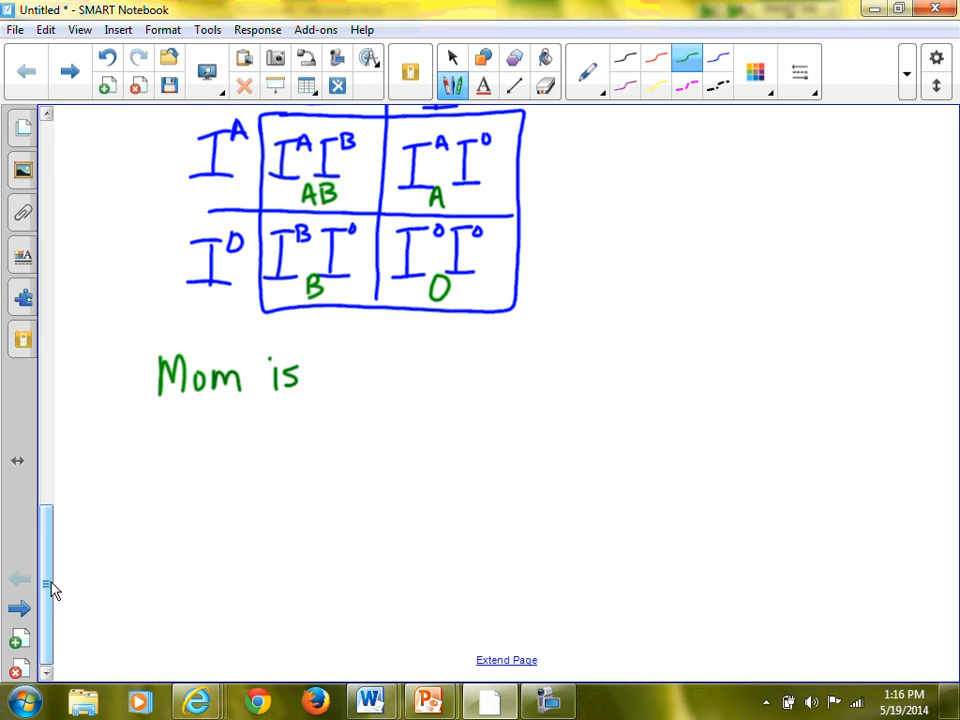 Untitled * - SMART Notebook
File Edit View Insert Format Tools Response Add-ons Help
I^A I^A I^B I^A I^O
AB A
I^O I^B I^O I^O I^O
B O
Mom is
Extend Page
1:16 PM
5/19/2014